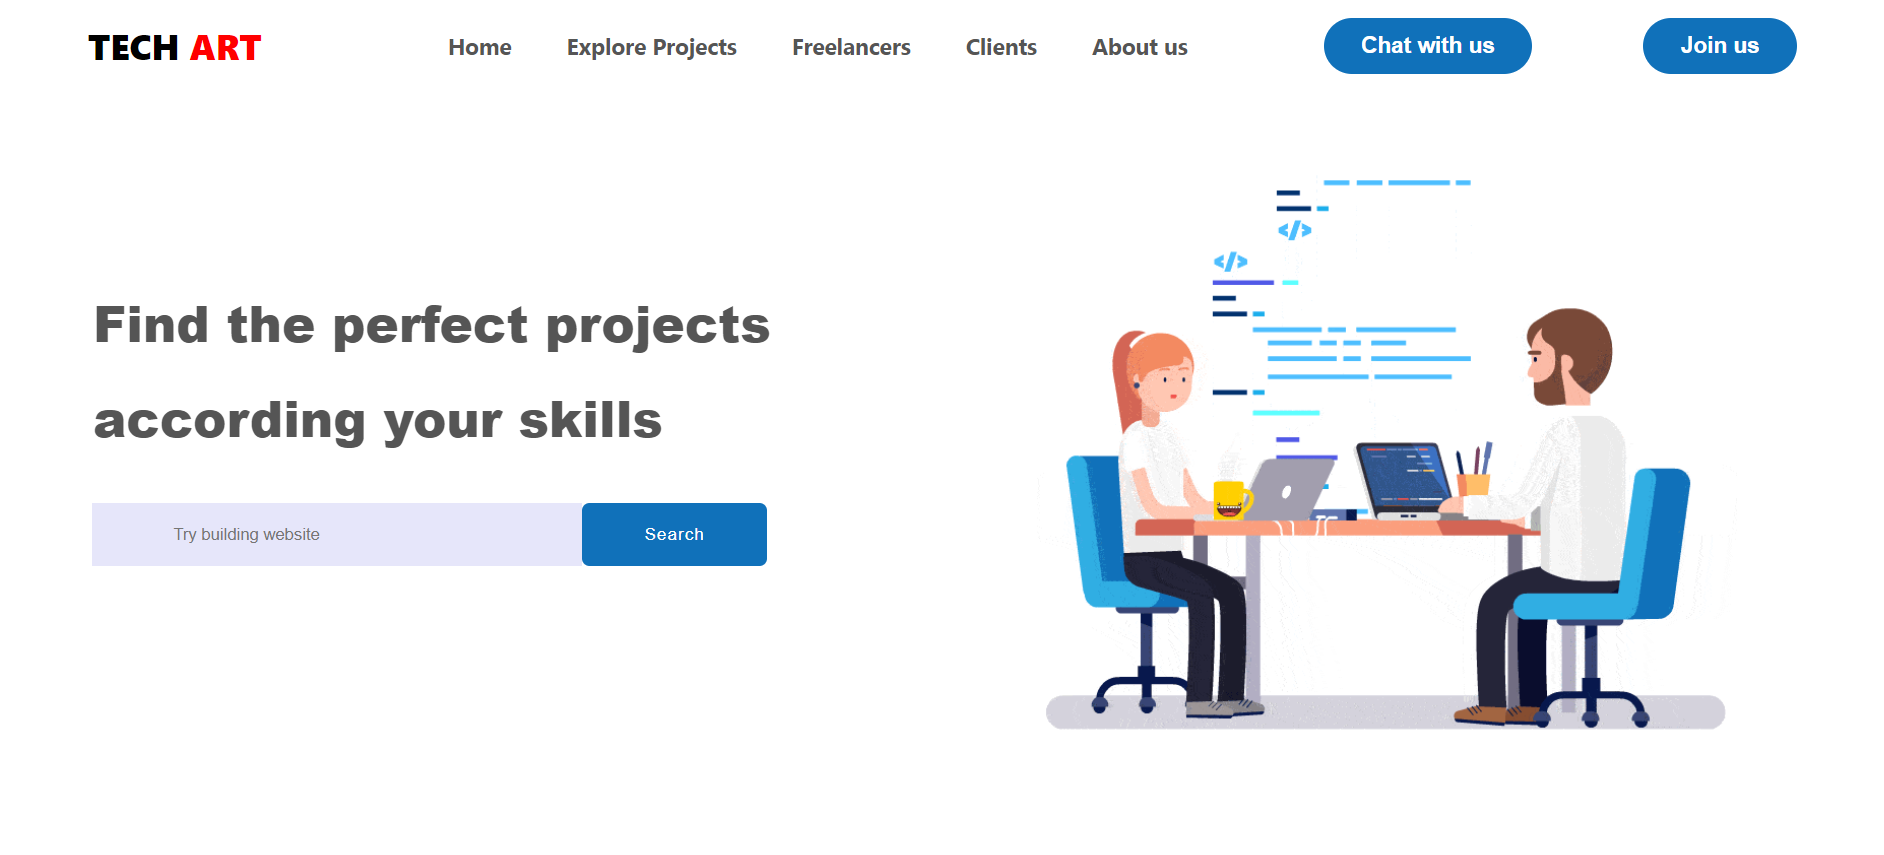 TECH ART
Home Explore Projects Freelancers Clients About us Chat with us Join us
</>
</>
Find the perfect projects
according your skills
Try building website Search